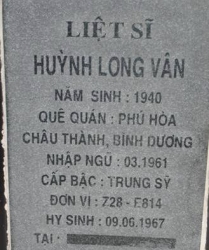 LIỆT SĨ
HUỲNH LONG VÂN
NĂM SINH : 1940
QUÊ QUÁN : PHÚ HÒA
CHÂU THÀNH, BÌNH DƯƠNG
NHẬP NGŨ : 03.1961
CẤP BẬC : TRUNG SỸ
ĐƠN VỊ : Z28 - E814
HY SINH : 09.06.1967
TẠI :